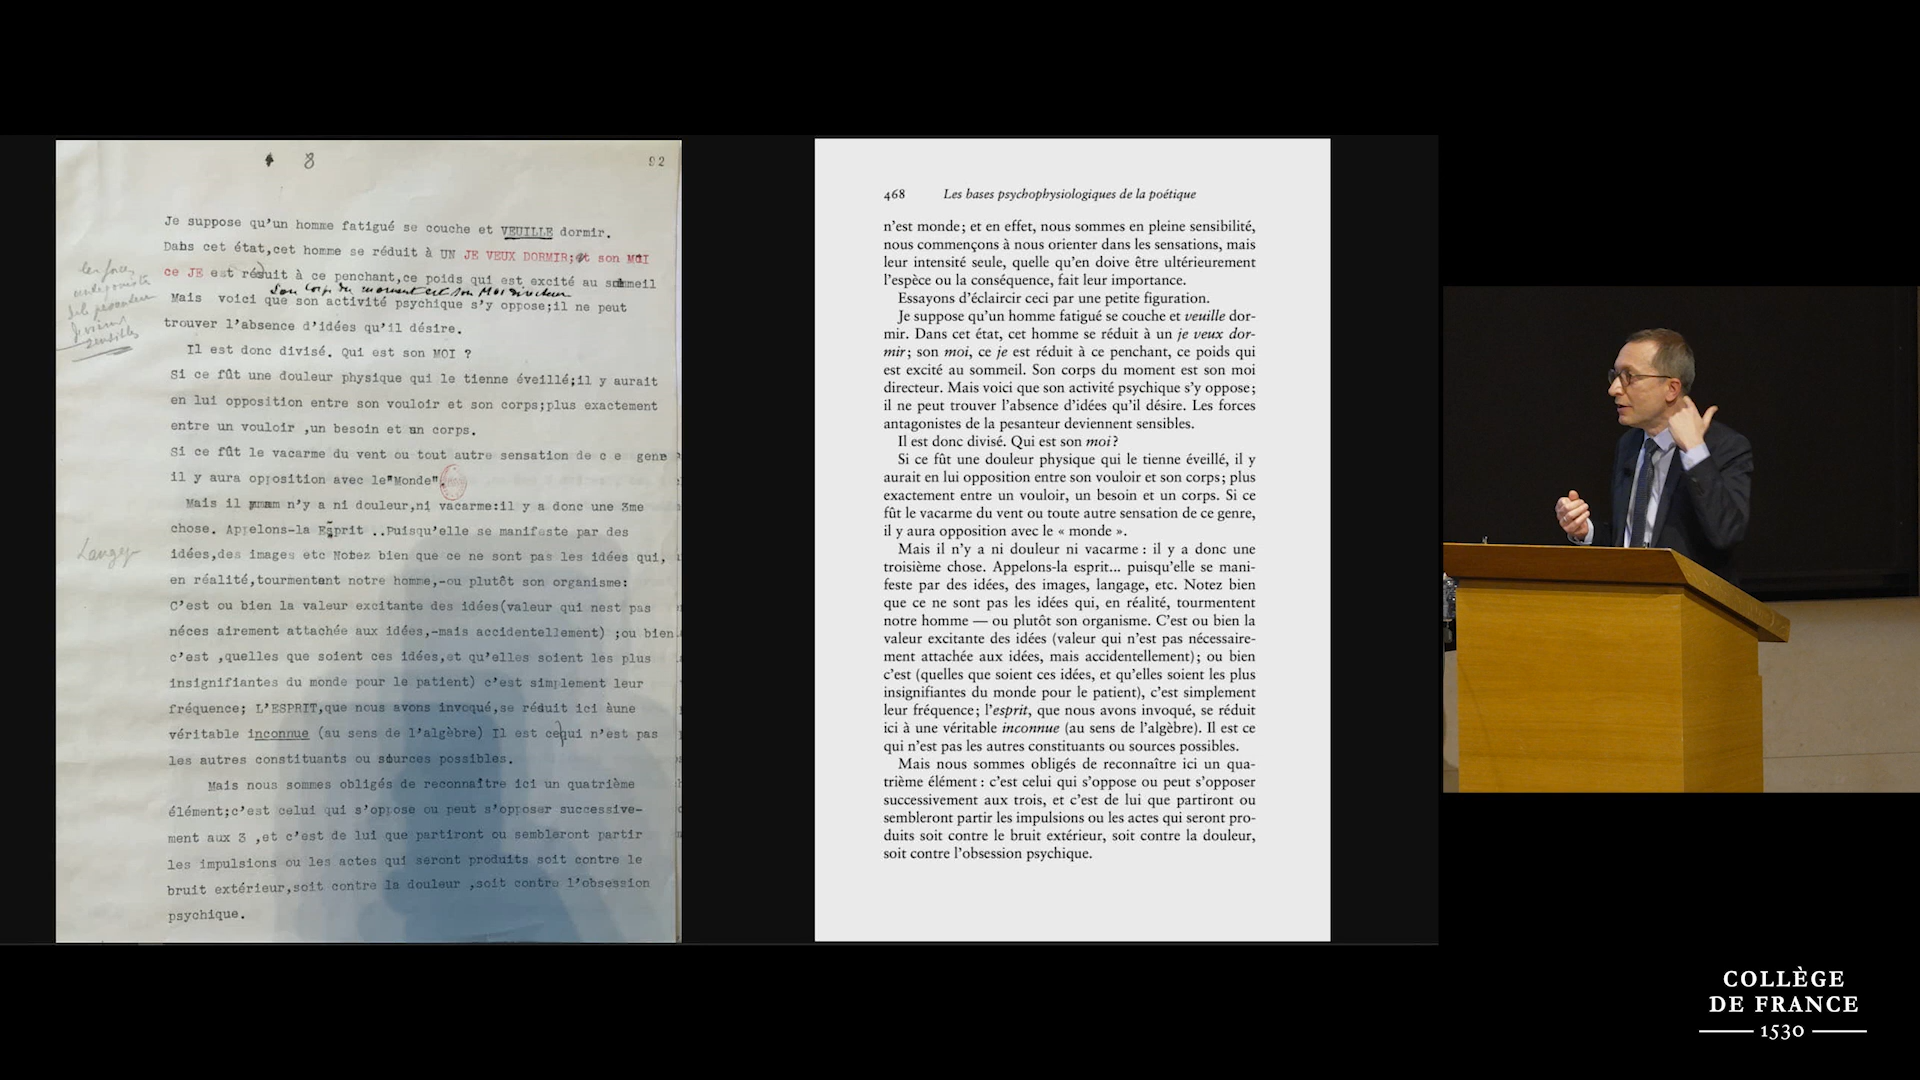 8
92
Je suppose qu'un homme fatigué se couche et VEUILLE dormir.
Dabs cet état,cet homme se réduit à UN JE VEUX DORMIR;et son MOI
ce JE est réduit à ce penchant,ce poids qui est excité au sommeil
Son corps du moment est son Moi directeur
Mais voici que son activité psychique s'y oppose;il ne peut
trouver l'absence d'idées qu'il désire.
Il est donc divisé. Qui est son MOI ?
Si ce fût une douleur physique qui le tienne éveillé;il y aurait
en lui opposition entre son vouloir et son corps;plus exactement
entre un vouloir ,un besoin et un corps.
Si ce fût le vacarme du vent ou tout autre sensation de c e genre
il y aura opposition avec le"Monde".
Mais il n'y a ni douleur,ni vacarme:il y a donc une 3me
chose. Appelons-la Esprit ..Puisqu'elle se manifeste par des
idées,des images etc Notez bien que ce ne sont pas les idées qui,
en réalité,tourmentent notre homme,-ou plutôt son organisme:
C'est ou bien la valeur excitante des idées(valeur qui nest pas
néces airement attachée aux idées,-mais accidentellement) ;ou bien
c'est ,quelles que soient ces idées,et qu'elles soient les plus
insignifiantes du monde pour le patient) c'est simplement leur
fréquence; L'ESPRIT,que nous avons invoqué,se réduit ici àune
véritable inconnue (au sens de l'algèbre) Il est cequi n'est pas
les autres constituants ou sources possibles.
Mais nous sommes obligés de reconnaître ici un quatrième
élément;c'est celui qui s'oppose ou peut s'opposer successive-
ment aux 3 ,et c'est de lui que partiront ou sembleront partir
les impulsions ou les actes qui seront produits soit contre le
bruit extérieur,soit contre la douleur ,soit contre l'obsession
psychique.
les forces
antagonistes
de la pesanteur
deviennent
sensibles
Langage
468 Les bases psychophysiologiques de la poétique
n'est monde ; et en effet, nous sommes en pleine sensibilité,
nous commençons à nous orienter dans les sensations, mais
leur intensité seule, quelle qu'en doive être ultérieurement
l'espèce ou la conséquence, fait leur importance.
Essayons d'éclaircir ceci par une petite figuration.
Je suppose qu'un homme fatigué se couche et veuille dor-
mir. Dans cet état, cet homme se réduit à un je veux dor-
mir ; son moi, ce je est réduit à ce penchant, ce poids qui
est excité au sommeil. Son corps du moment est son moi
directeur. Mais voici que son activité psychique s'y oppose ;
il ne peut trouver l'absence d'idées qu'il désire. Les forces
antagonistes de la pesanteur deviennent sensibles.
Il est donc divisé. Qui est son moi ?
Si ce fût une douleur physique qui le tienne éveillé, il y
aurait en lui opposition entre son vouloir et son corps ; plus
exactement entre un vouloir, un besoin et un corps. Si ce
fût le vacarme du vent ou toute autre sensation de ce genre,
il y aura opposition avec le « monde ».
Mais il n'y a ni douleur ni vacarme : il y a donc une
troisième chose. Appelons-la esprit... puisqu'elle se mani-
feste par des idées, des images, langage, etc. Notez bien
que ce ne sont pas les idées qui, en réalité, tourmentent
notre homme — ou plutôt son organisme. C'est ou bien la
valeur excitante des idées (valeur qui n'est pas nécessaire-
ment attachée aux idées, mais accidentellement) ; ou bien
c'est (quelles que soient ces idées, et qu'elles soient les plus
insignifiantes du monde pour le patient), c'est simplement
leur fréquence ; l'esprit, que nous avons invoqué, se réduit
ici à une véritable inconnue (au sens de l'algèbre). Il est ce
qui n'est pas les autres constituants ou sources possibles.
Mais nous sommes obligés de reconnaître ici un qua-
trième élément : c'est celui qui s'oppose ou peut s'opposer
successivement aux trois, et c'est de lui que partiront ou
sembleront partir les impulsions ou les actes qui seront pro-
duits soit contre le bruit extérieur, soit contre la douleur,
soit contre l'obsession psychique.
COLLÈGE
DE FRANCE
1530